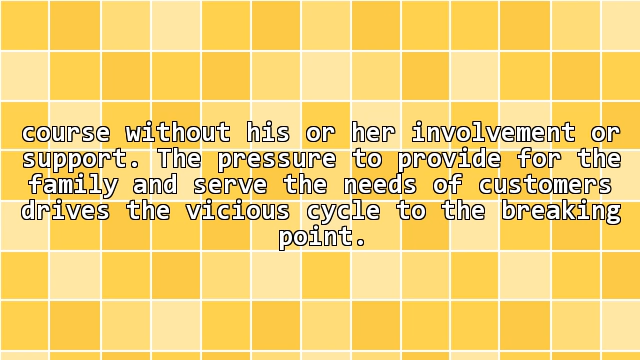 course without his or her involvement or
support. The pressure to provide for the
family and serve the needs of customers
drives the vicious cycle to the breaking
point.